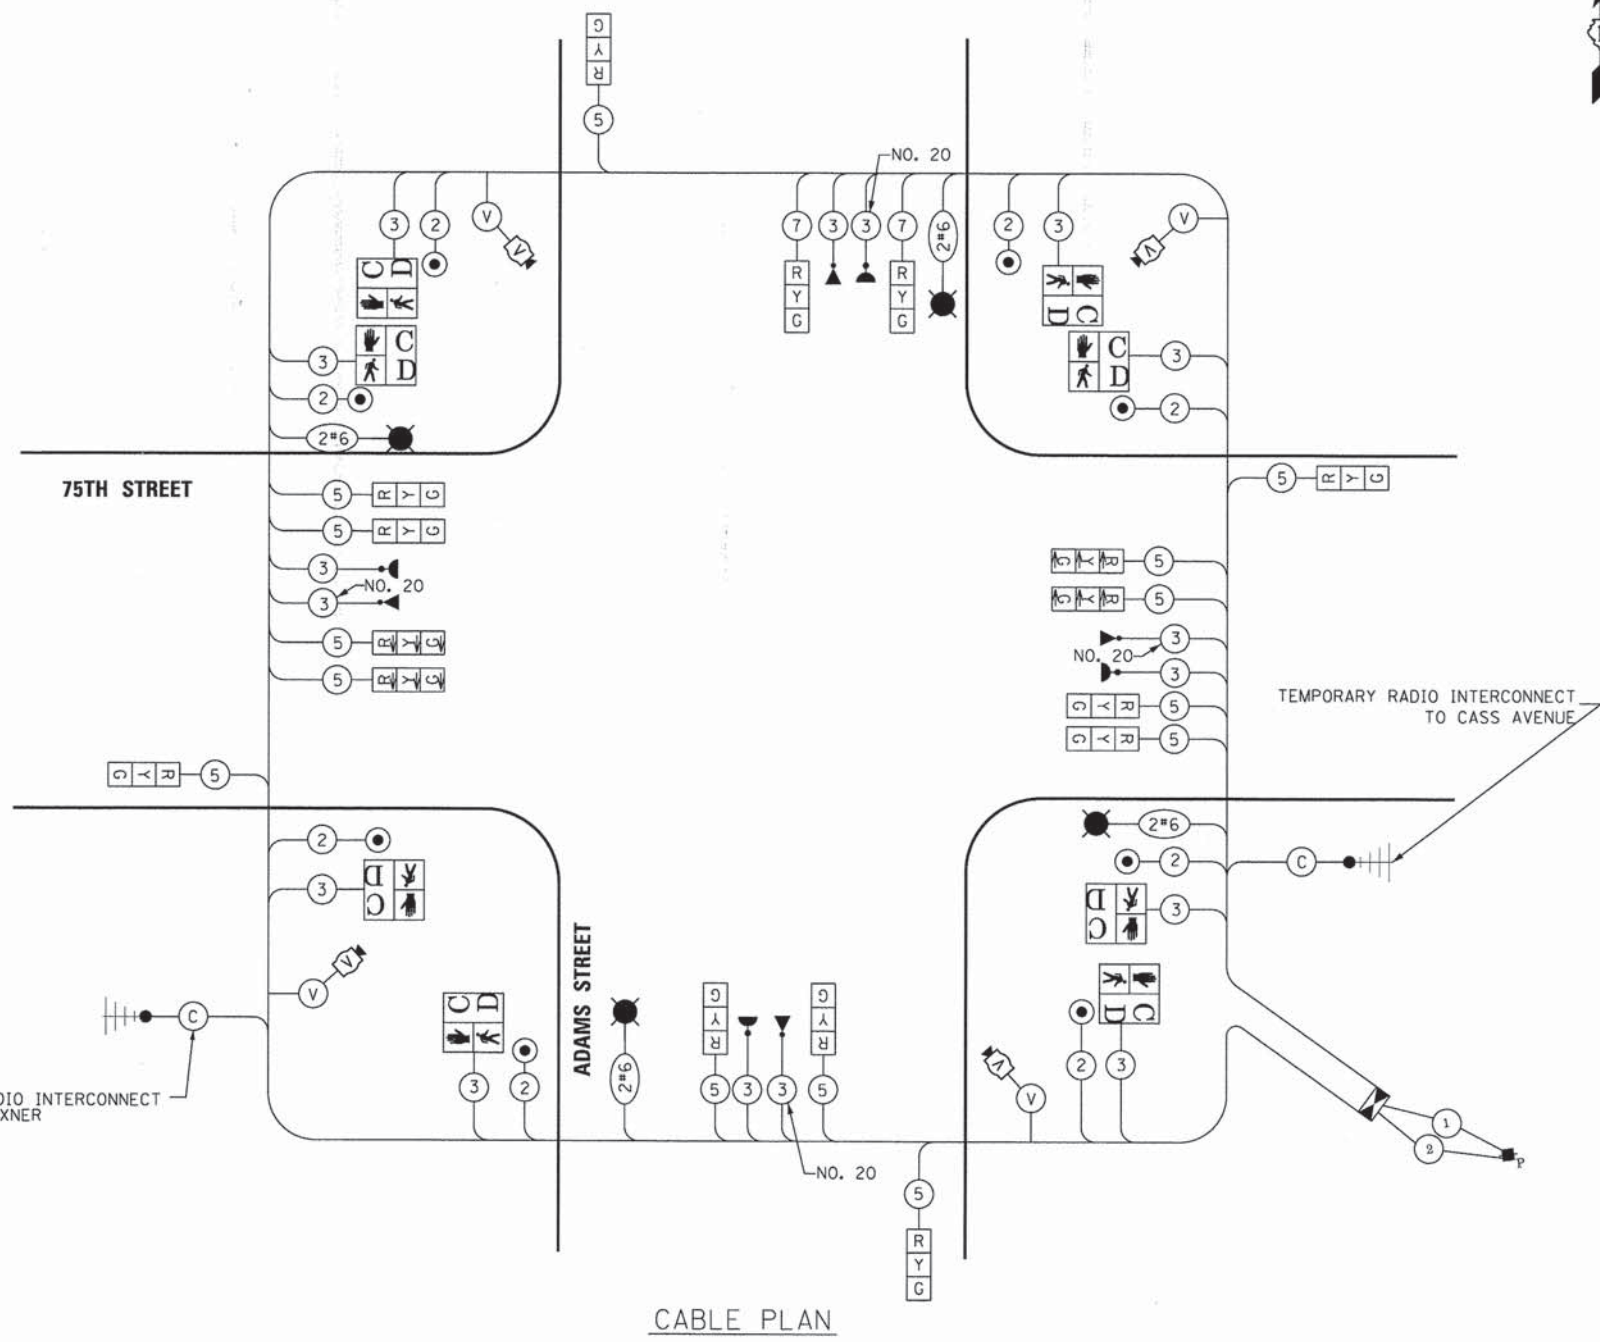 G Y R
5
NO. 20
3 2 V V
7 3 3 7 2#6
2 3 V V
C D
R Y G
R Y G
D C
3 C D
C D 3
2
2
2#6
75TH STREET
5 R Y G
5 R Y G
5 R Y G
3
G Y R 5
NO. 20
3
G Y R 5
3
NO. 20
5 R Y G
3
5 R Y G
G Y R 5
TEMPORARY RADIO INTERCONNECT
TO CASS AVENUE
G Y R 5
G Y R 5
2
2#6
2
C
3 D C
D C 3
V V
C D
ADAMS STREET
G Y R
G Y R
D C
C
3 2
2#6
5 3 3 5
V V
2 3
DIO INTERCONNECT
XNER
NO. 20
1
2
P
5
R Y G
CABLE PLAN